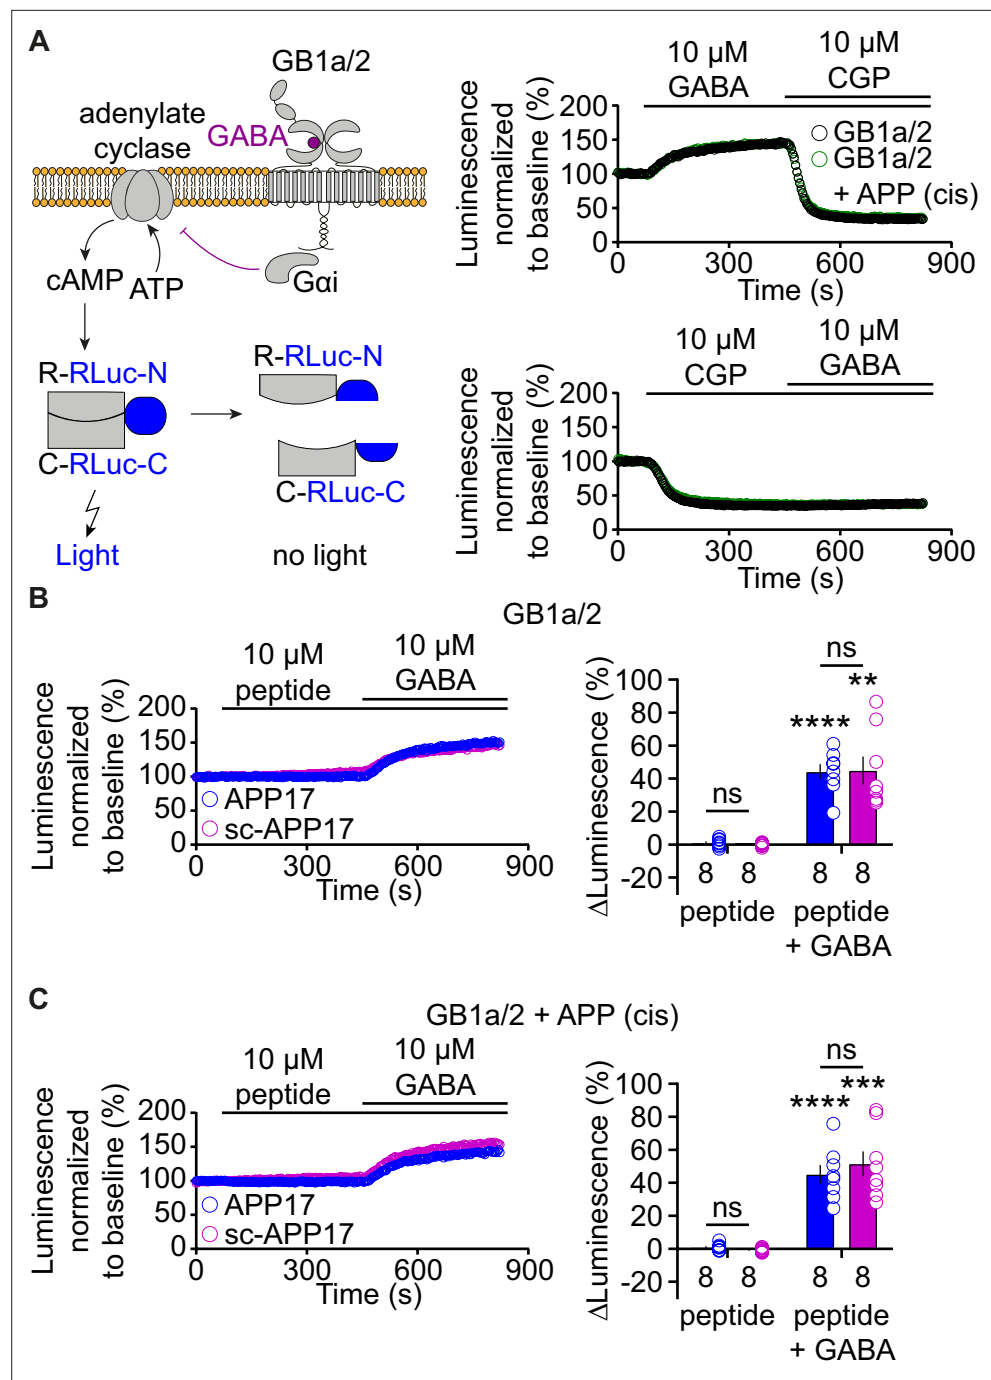 A
GB1a/2
adenylate
cyclase
GABA
cAMP
ATP
Gαi
R-RLuc-N
C-RLuc-C
Light
R-RLuc-N
C-RLuc-C
no light
10 µM
GABA
10 µM
CGP
Luminescence
normalized
to baseline (%)
200
150
100
50
0
GB1a/2
GB1a/2
+ APP (cis)
0 300 600 900
Time (s)
10 µM
CGP
10 µM
GABA
Luminescence
normalized
to baseline (%)
200
150
100
50
0
0 300 600 900
Time (s)
B
GB1a/2
10 µM
peptide
10 µM
GABA
Luminescence
normalized
to baseline (%)
200
150
100
50
0
APP17
sc-APP17
0 300 600 900
Time (s)
ΔLuminescence (%)
100
80
60
40
20
0
-20
ns
ns
****
**
8 8 8 8
peptide
peptide
+ GABA
C
GB1a/2 + APP (cis)
10 µM
peptide
10 µM
GABA
Luminescence
normalized
to baseline (%)
200
150
100
50
0
APP17
sc-APP17
0 300 600 900
Time (s)
ΔLuminescence (%)
100
80
60
40
20
0
-20
ns
ns
****
***
8 8 8 8
peptide
peptide
+ GABA